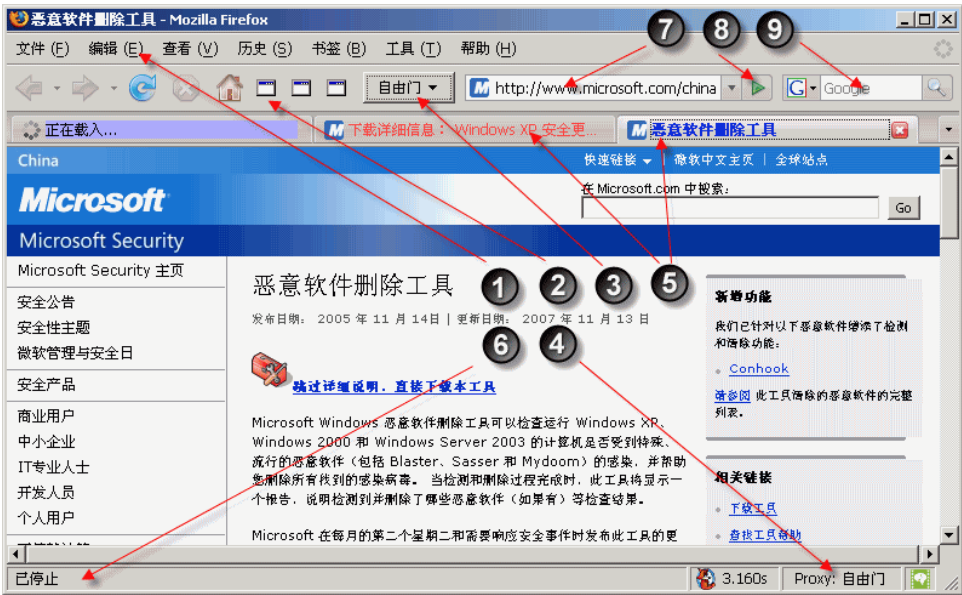 恶意软件删除工具 - Mozilla Firefox
文件 (F) 编辑 (E) 查看 (V) 历史 (S) 书签 (B) 工具 (T) 帮助 (H)
7 8 9
自由门 http://www.microsoft.com/china G Google
正在载入... 下载详细信息： Windows XP 安全更... 恶意软件删除工具
China 快速链接 | 微软中文主页 | 全球站点
Microsoft
在 Microsoft.com 中搜索:
Go
Microsoft Security
Microsoft Security 主页
安全公告
安全性主题
微软管理与安全日
安全产品
商业用户
中小企业
IT专业人士
开发人员
个人用户
恶意软件删除工具
1 2 3 5
发布日期： 2005 年 11 月 14日 | 更新日期： 2007 年 11 月 13 日
6 4
跳过详细说明，直接下载本工具
Microsoft Windows 恶意软件删除工具可以检查运行 Windows XP、
Windows 2000 和 Windows Server 2003 的计算机是否受到特殊、
流行的恶意软件（包括 Blaster、Sasser 和 Mydoom）的感染，并帮助
您删除所有找到的感染病毒。 当检测和删除过程完成时，此工具将显示一
个报告，说明检测到并删除了哪些恶意软件（如果有）等检查结果。
Microsoft 在每月的第二个星期二和需要响应安全事件时发布此工具的更
新增功能
我们已针对以下恶意软件增添了检测
和清除功能：
Conhook
请参阅 此工具清除的恶意软件的完整
列表。
相关链接
下载工具
查找工具帮助
已停止 3.160s Proxy: 自由门